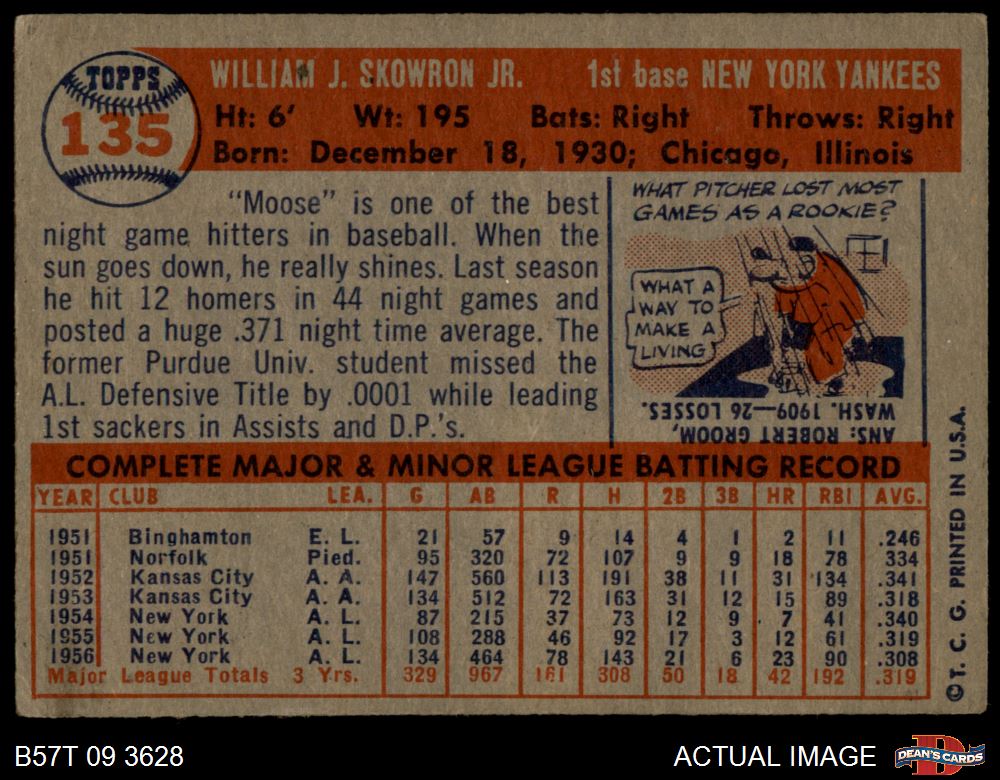 TOPPS
135
WILLIAM J. SKOWRON JR. 1st base NEW YORK YANKEES
Ht: 6' Wt: 195 Bats: Right Throws: Right
Born: December 18, 1930; Chicago, Illinois
"Moose" is one of the best
night game hitters in baseball. When the
sun goes down, he really shines. Last season
he hit 12 homers in 44 night games and
posted a huge .371 night time average. The
former Purdue Univ. student missed the
A.L. Defensive Title by .0001 while leading
1st sackers in Assists and D.P.'s.
WHAT PITCHER LOST MOST
GAMES AS A ROOKIE?
WHAT A
WAY TO
MAKE A
LIVING
ANS: ROBERT GROOM,
WASH. 1909—26 LOSSES.
COMPLETE MAJOR & MINOR LEAGUE BATTING RECORD
YEAR CLUB LEA. G AB R H 2B 3B HR RBI AVG.
1951 Binghamton E. L. 21 57 9 14 4 1 2 11 .246
1951 Norfolk Pied. 95 320 72 107 9 9 18 78 .334
1952 Kansas City A. A. 147 560 113 191 38 11 31 134 .341
1953 Kansas City A. A. 134 512 72 163 31 12 15 89 .318
1954 New York A. L. 87 215 37 73 12 9 7 41 .340
1955 New York A. L. 108 288 46 92 17 3 12 61 .319
1956 New York A. L. 134 464 78 143 21 6 23 90 .308
Major League Totals 3 Yrs. 329 967 161 308 50 18 42 192 .319
© T. C. G. PRINTED IN U.S.A.
B57T 09 3628
ACTUAL IMAGE
DEAN'S CARDS